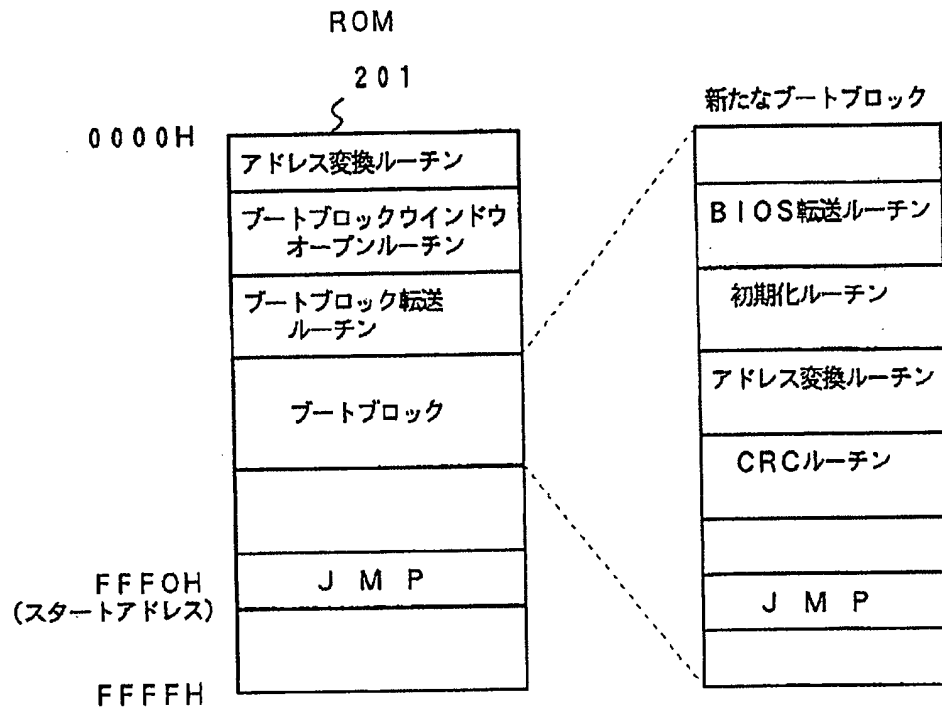 ROM
201
0000H
アドレス変換ルーチン
ブートブロックウインドウ
オープンルーチン
ブートブロック転送
ルーチン
ブートブロック
FFF0H
(スタートアドレス)
JMP
FFFFH
新たなブートブロック
BIOS転送ルーチン
初期化ルーチン
アドレス変換ルーチン
CRCルーチン
JMP